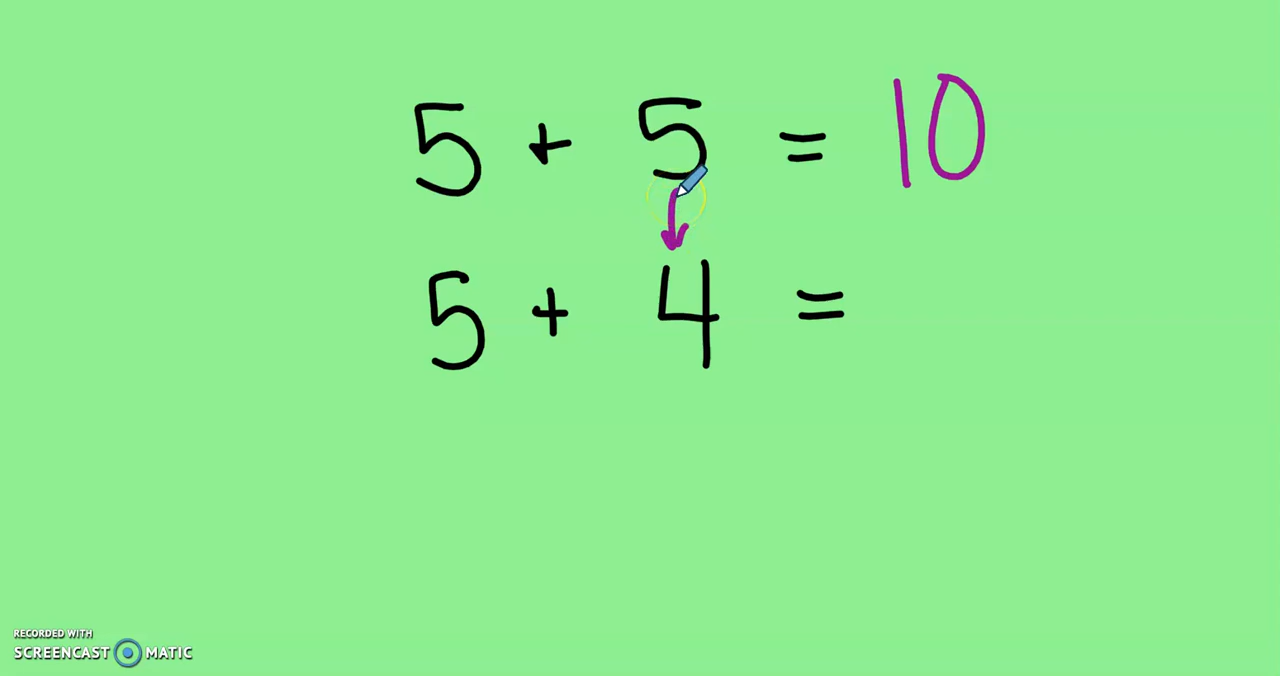 5 + 5 = 10
5 + 4 =
RECORDED WITH
SCREENCAST MATIC